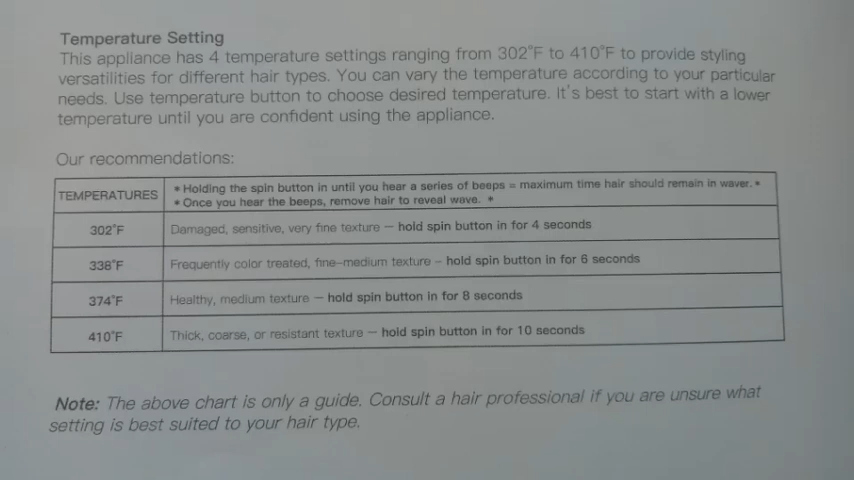 Temperature Setting
This appliance has 4 temperature settings ranging from 302°F to 410°F to provide styling
versatilities for different hair types. You can vary the temperature according to your particular
needs. Use temperature button to choose desired temperature. It's best to start with a lower
temperature until you are confident using the appliance.
Our recommendations:
TEMPERATURES
* Holding the spin button in until you hear a series of beeps = maximum time hair should remain in waver. *
* Once you hear the beeps, remove hair to reveal wave. *
302°F Damaged, sensitive, very fine texture — hold spin button in for 4 seconds
338°F Frequently color treated, fine-medium texture – hold spin button in for 6 seconds
374°F Healthy, medium texture — hold spin button in for 8 seconds
410°F Thick, coarse, or resistant texture — hold spin button in for 10 seconds
Note: The above chart is only a guide. Consult a hair professional if you are unsure what
setting is best suited to your hair type.